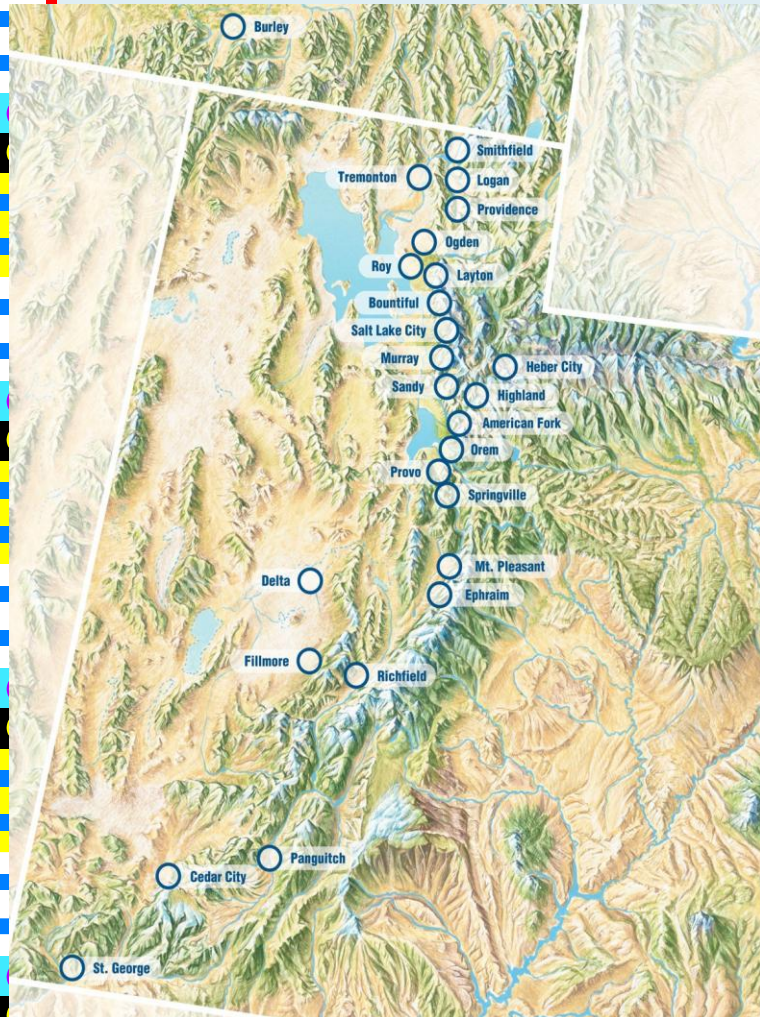 Burley
Smithfield
Tremonton
Logan
Providence
Ogden
Roy
Layton
Bountiful
Salt Lake City
Murray
Heber City
Sandy
Highland
American Fork
Orem
Provo
Springville
Mt. Pleasant
Delta
Ephraim
Fillmore
Richfield
Panguitch
Cedar City
St. George